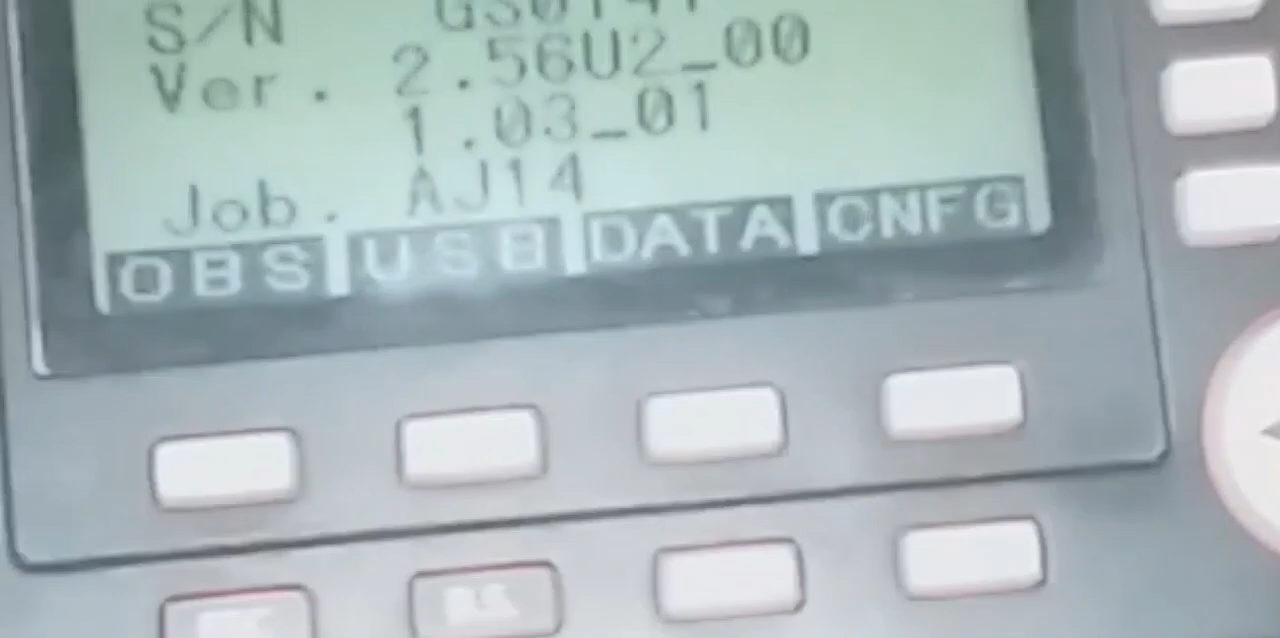 S/N
Ver. 2.56U2_00
1.03_01
Job. AJ14
OBS USB DATA CNFG